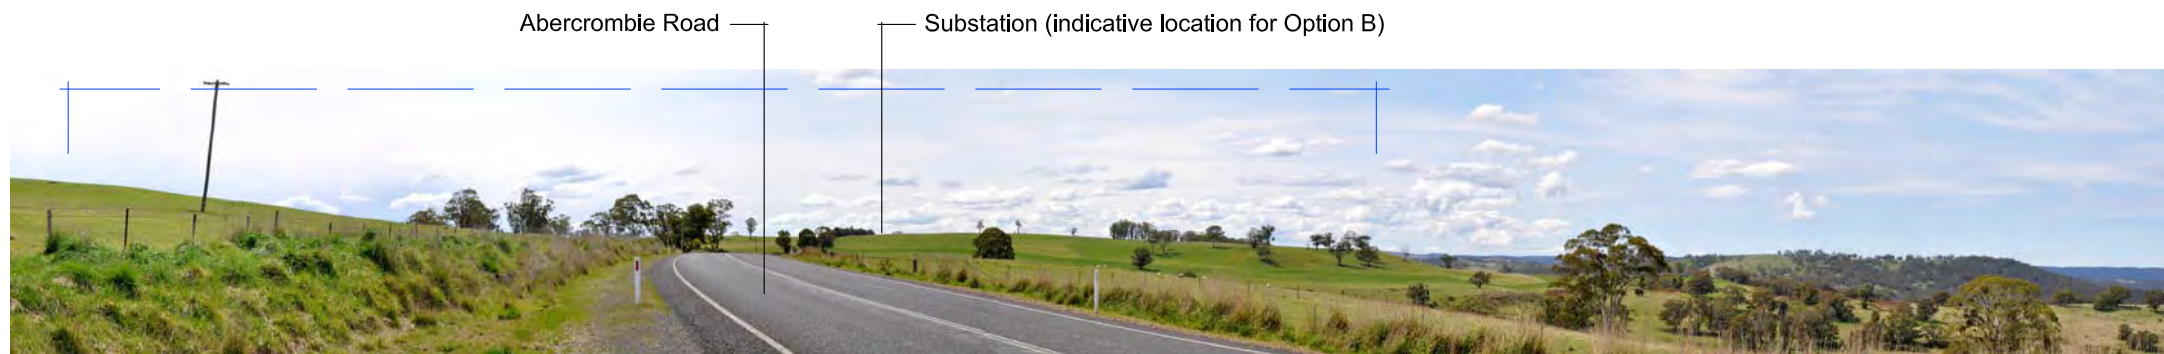 Abercrombie Road
Substation (indicative location for Option B)